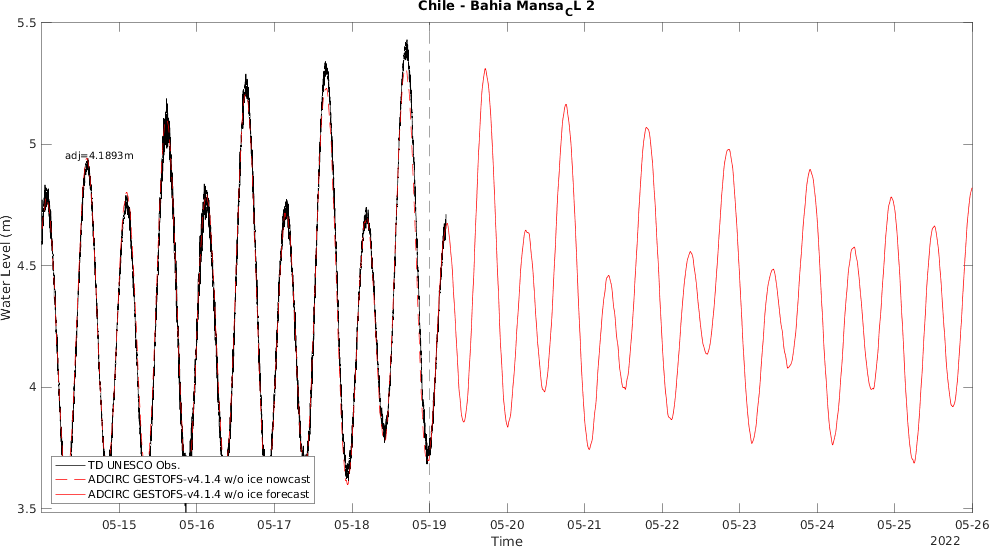 Chile - Bahia Mansa_CL 2
5.5
5
4.5
4
3.5
Water Level (m)
adj=4.1893m
TD UNESCO Obs.
ADCIRC GESTOFS-v4.1.4 w/o ice nowcast
ADCIRC GESTOFS-v4.1.4 w/o ice forecast
05-15 05-16 05-17 05-18 05-19 05-20 05-21 05-22 05-23 05-24 05-25 05-26
Time
2022